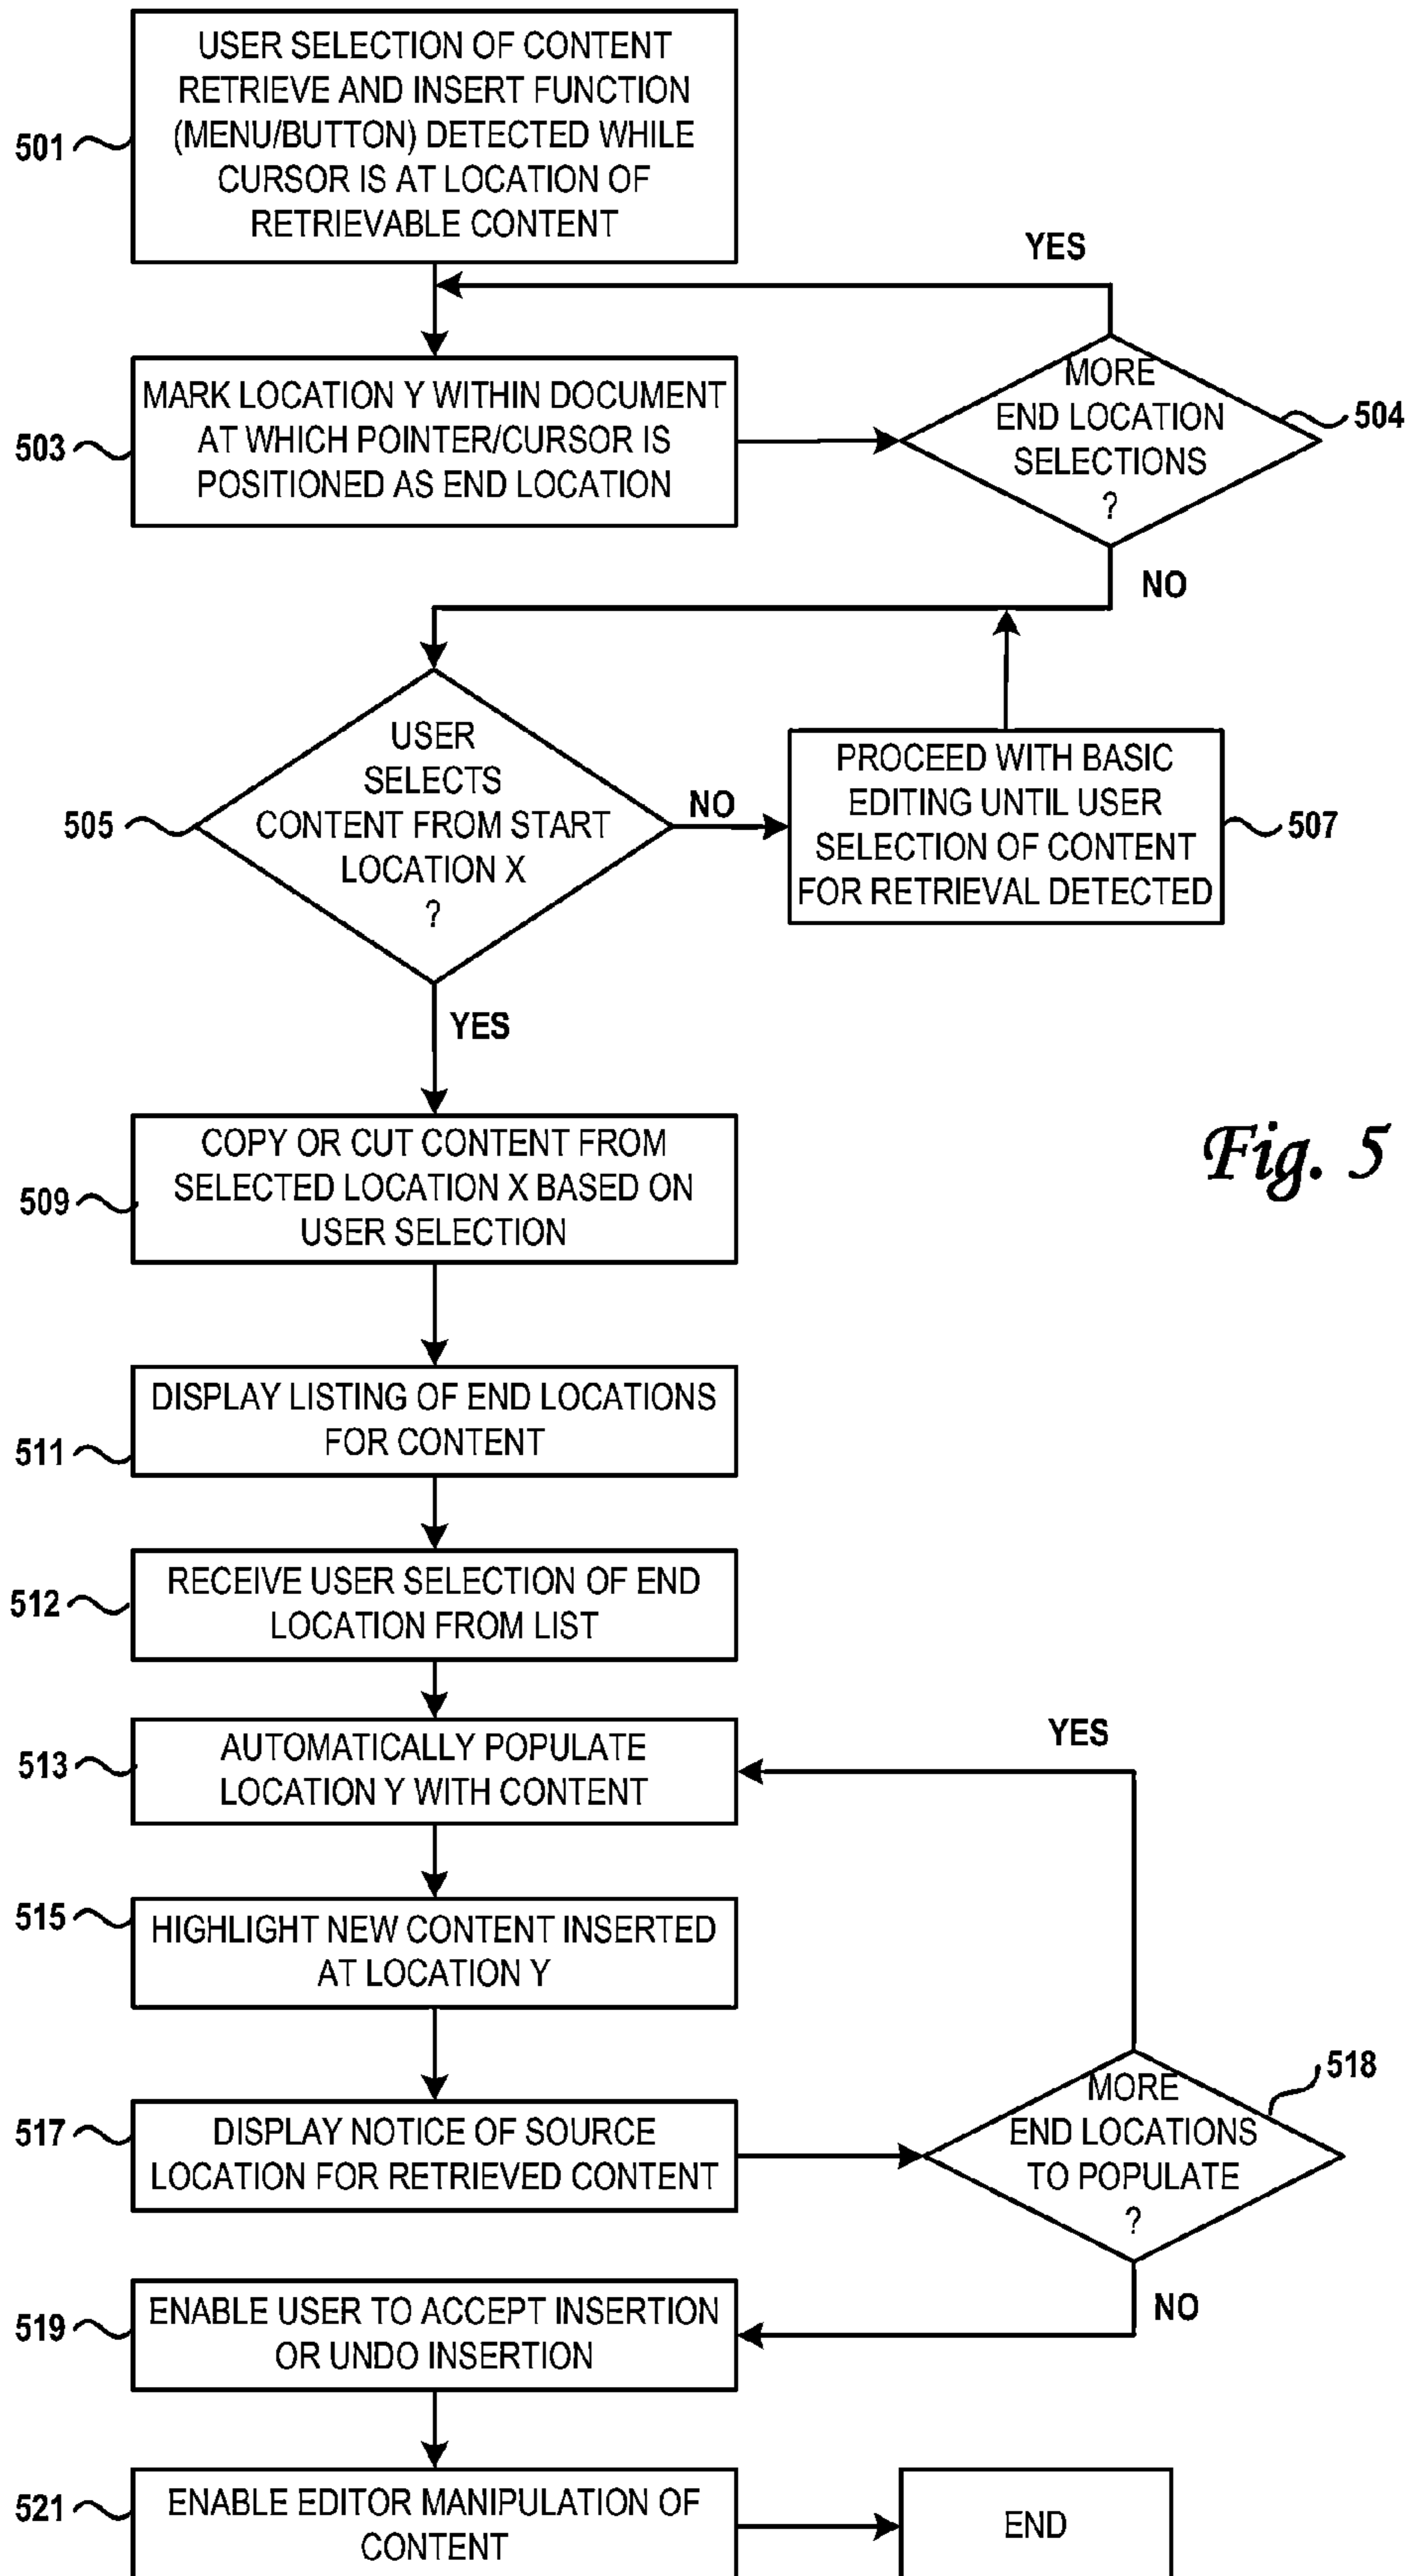 501
USER SELECTION OF CONTENT
RETRIEVE AND INSERT FUNCTION
(MENU/BUTTON) DETECTED WHILE
CURSOR IS AT LOCATION OF
RETRIEVABLE CONTENT
YES
503
MARK LOCATION Y WITHIN DOCUMENT
AT WHICH POINTER/CURSOR IS
POSITIONED AS END LOCATION
MORE
END LOCATION
SELECTIONS
?
504
NO
505
USER
SELECTS
CONTENT FROM START
LOCATION X
?
NO
PROCEED WITH BASIC
EDITING UNTIL USER
SELECTION OF CONTENT
FOR RETRIEVAL DETECTED
507
YES
509
COPY OR CUT CONTENT FROM
SELECTED LOCATION X BASED ON
USER SELECTION
Fig. 5
511
DISPLAY LISTING OF END LOCATIONS
FOR CONTENT
512
RECEIVE USER SELECTION OF END
LOCATION FROM LIST
513
AUTOMATICALLY POPULATE
LOCATION Y WITH CONTENT
YES
515
HIGHLIGHT NEW CONTENT INSERTED
AT LOCATION Y
517
DISPLAY NOTICE OF SOURCE
LOCATION FOR RETRIEVED CONTENT
MORE
END LOCATIONS
TO POPULATE
?
518
NO
519
ENABLE USER TO ACCEPT INSERTION
OR UNDO INSERTION
521
ENABLE EDITOR MANIPULATION OF
CONTENT
END